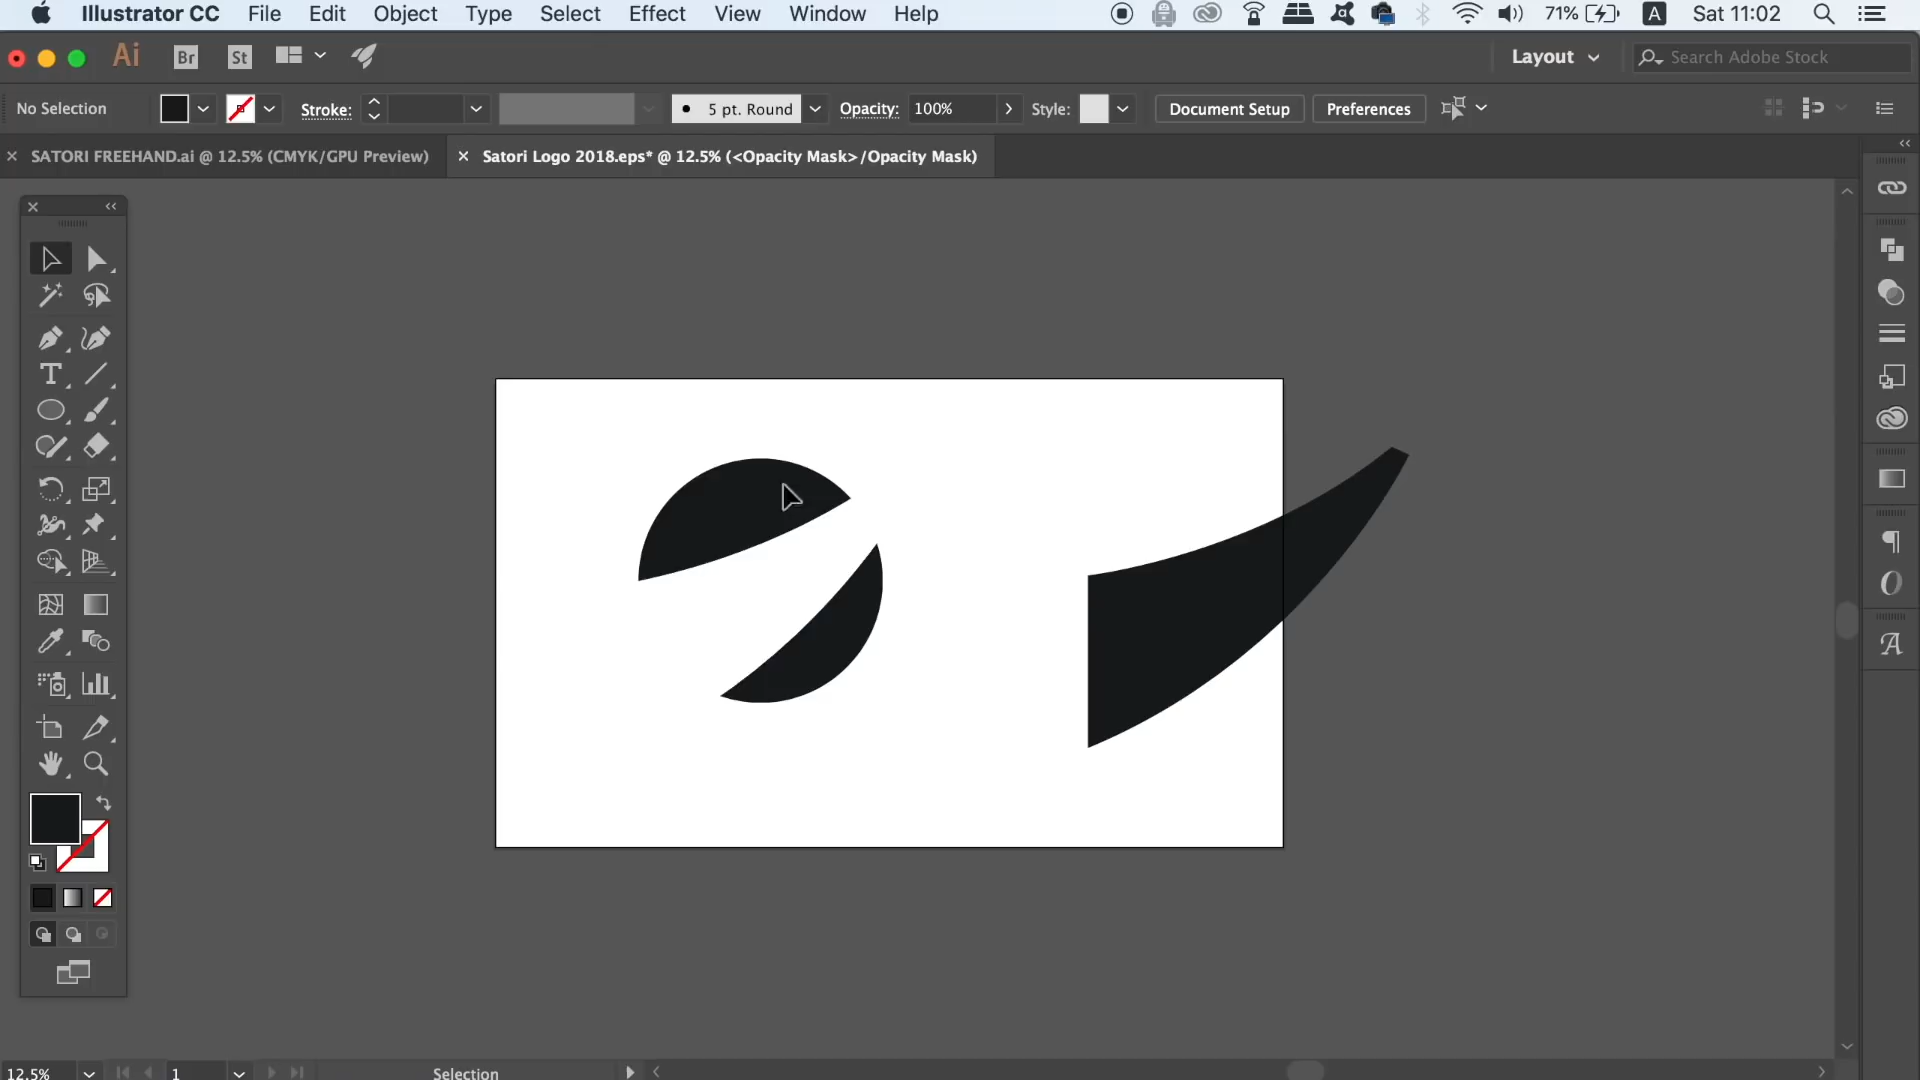 Illustrator CC File Edit Object Type Select Effect View Window Help 71% A Sat 11:02
Ai Br St Layout Search Adobe Stock
No Selection Stroke: 5 pt. Round Opacity: 100% Style: Document Setup Preferences
SATORI FREEHAND.ai @ 12.5% (CMYK/GPU Preview) Satori Logo 2018.eps* @ 12.5% (<Opacity Mask>/Opacity Mask)
12.5% 1 Selection